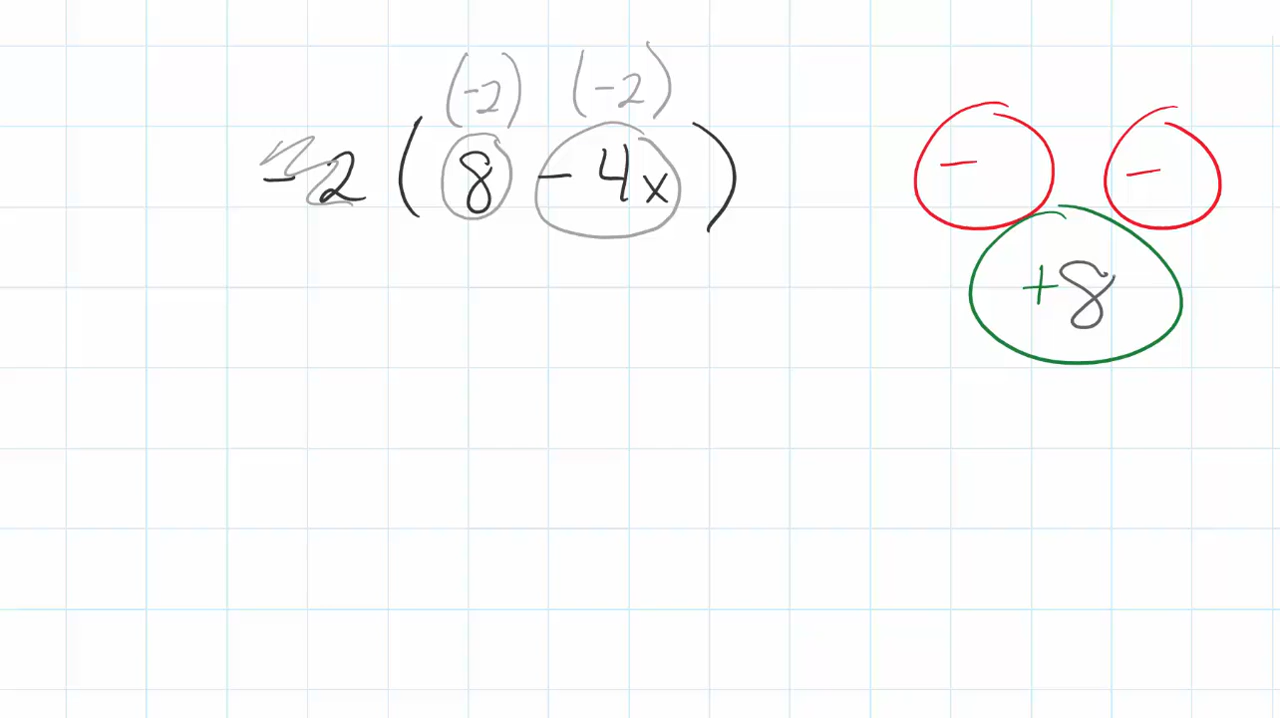 (-2) (-2)
-2 ( 8 - 4x )
- -
+8